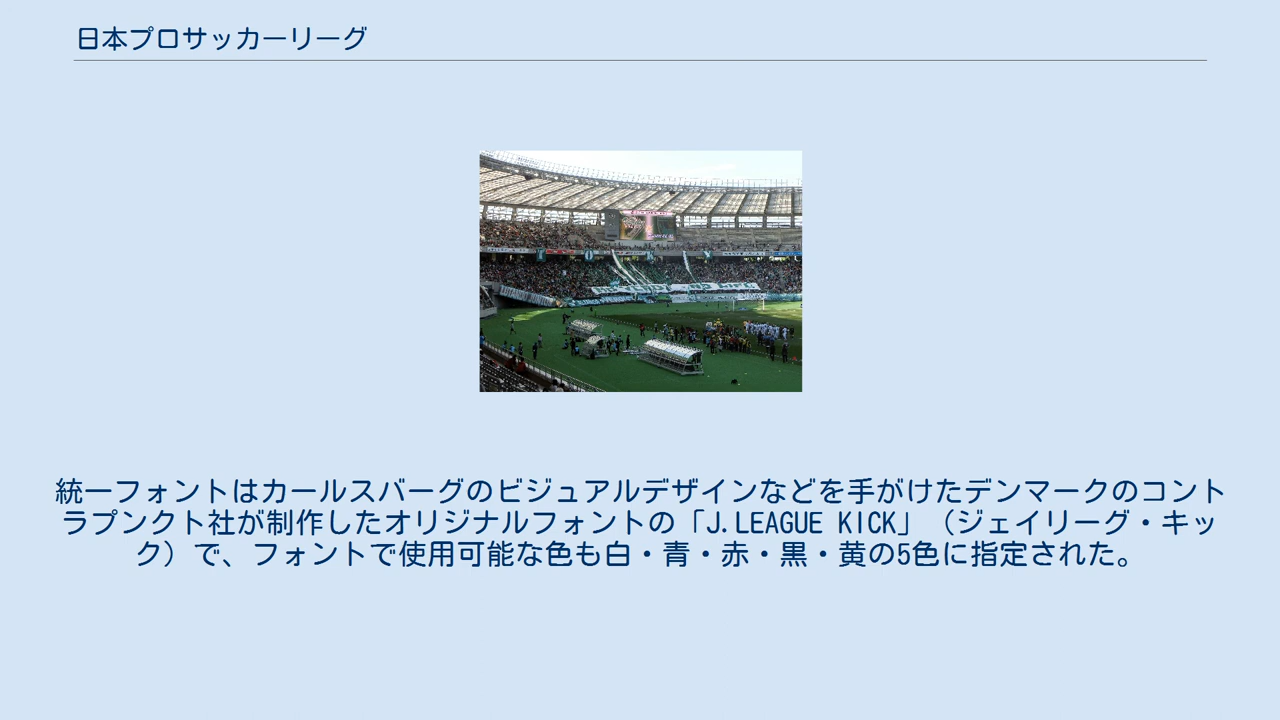 日本プロサッカーリーグ
統一フォントはカールスバーグのビジュアルデザインなどを手がけたデンマークのコント
ラプンクト社が制作したオリジナルフォントの「J.LEAGUE KICK」（ジェイリーグ・キッ
ク）で、フォントで使用可能な色も白・青・赤・黒・黄の5色に指定された。